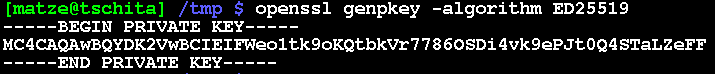 [matze@tschita] /tmp $ openssl genpkey -algorithm ED25519
-----BEGIN PRIVATE KEY-----
MC4CAQAwBQYDK2VwBCIEIFWeo1tk9oKQtbkVr7786OSDi4vk9ePJt0Q4STaLZeFF
-----END PRIVATE KEY-----